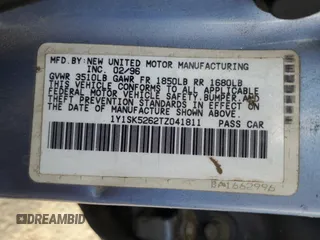 MFD. BY NEW UNITED MOTOR MANUFACTURING
INC. 02/96
GVWR 3510LB GAWR FR 1850LB RR 1680LB
THIS VEHICLE CONFORMS TO ALL APPLICABLE
FEDERAL MOTOR VEHICLE SAFETY BUMPER, AND
THEFT PREVENTION STANDARDS IN EFFECT ON
THE DATE OF MANUFACTURE SHOWN ABOVE.
1Y1SK5262TZ041811 PASS CAR
BA1662996
DREAMBID